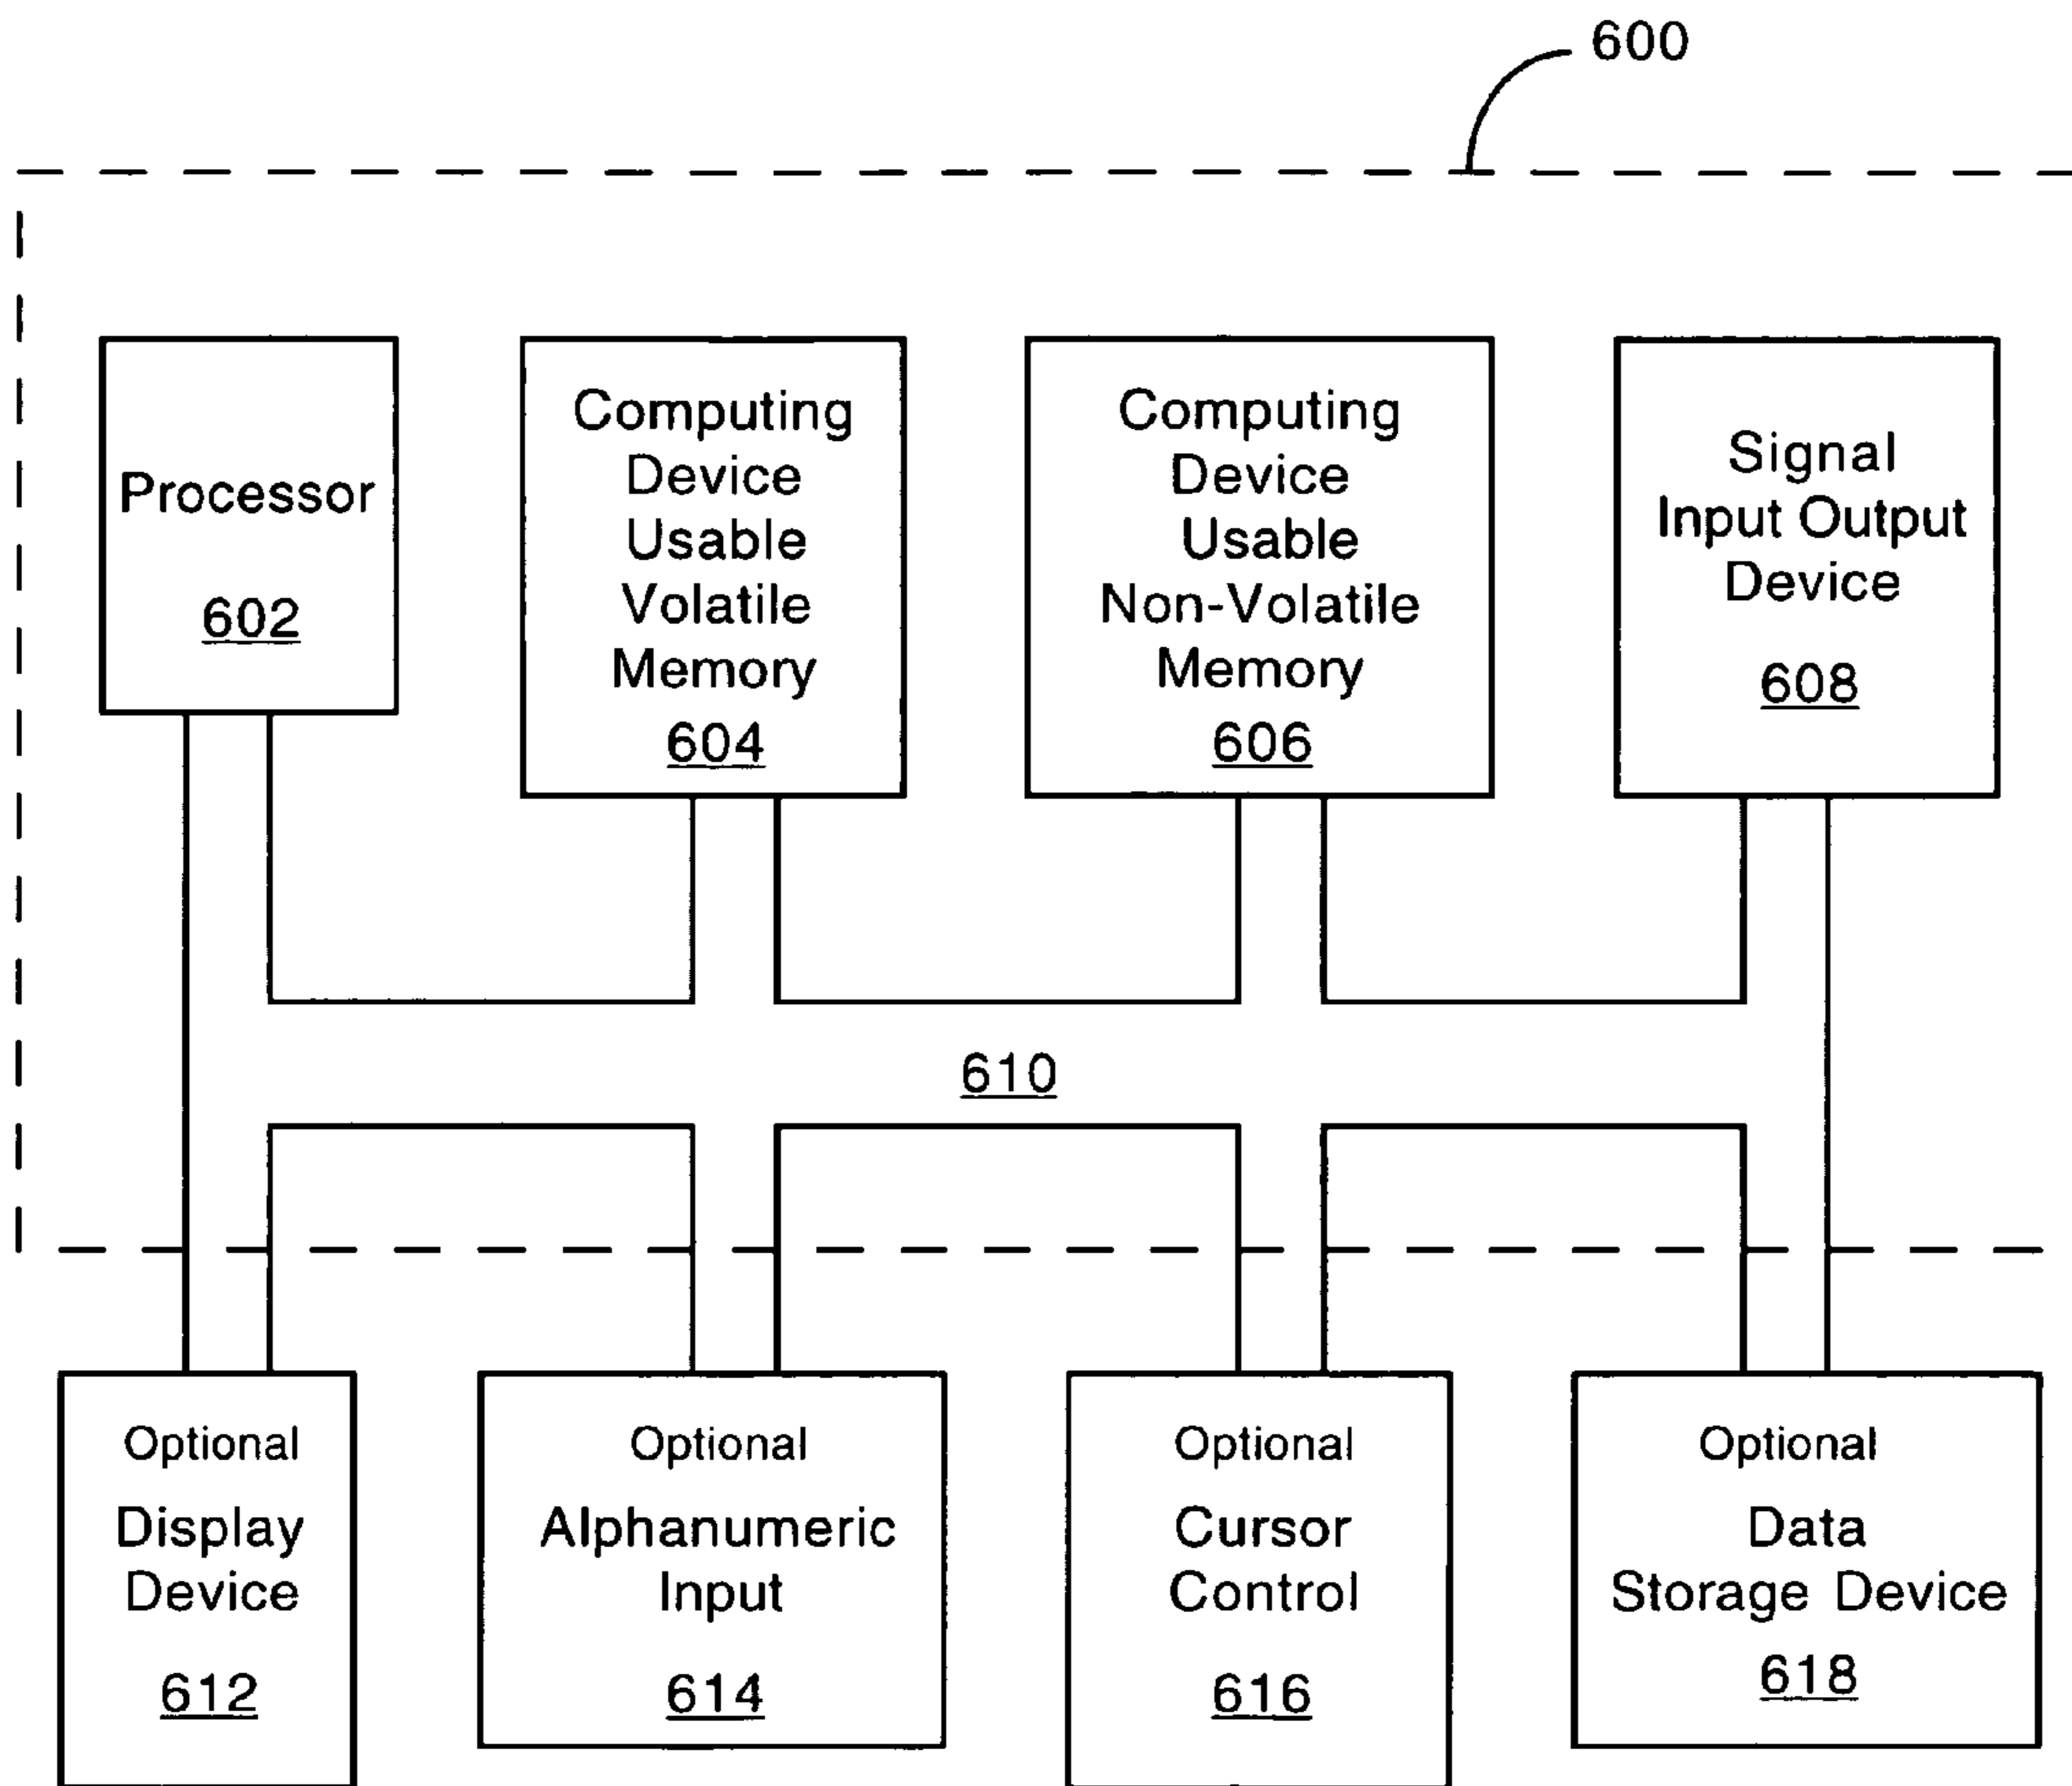 600
Processor
602
Computing
Device
Usable
Volatile
Memory
604
Computing
Device
Usable
Non-Volatile
Memory
606
Signal
Input Output
Device
608
610
Optional
Display
Device
612
Optional
Alphanumeric
Input
614
Optional
Cursor
Control
616
Optional
Data
Storage Device
618